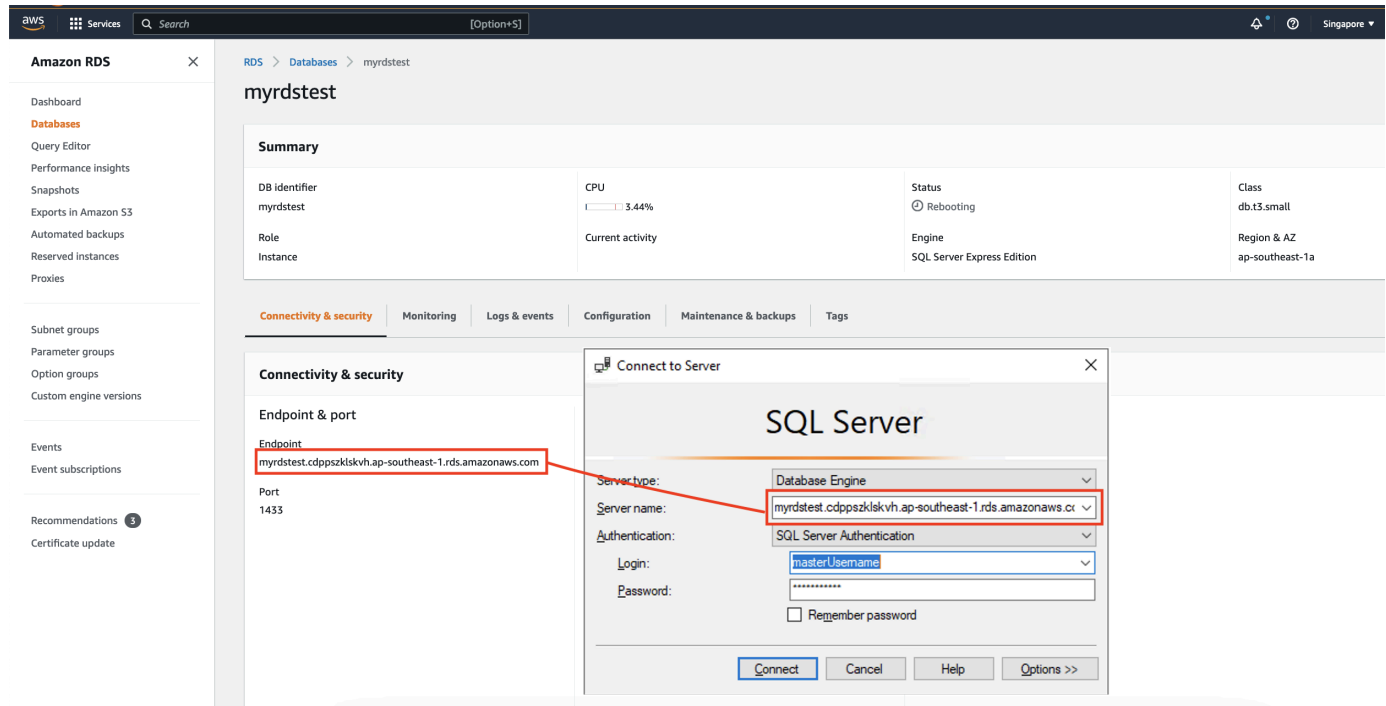 aws Services Search [Option+S] Singapore ▼
Amazon RDS
Dashboard
Databases
Query Editor
Performance insights
Snapshots
Exports in Amazon S3
Automated backups
Reserved instances
Proxies
Subnet groups
Parameter groups
Option groups
Custom engine versions
Events
Event subscriptions
Recommendations 3
Certificate update
RDS > Databases > myrdstest
myrdstest
Summary
DB identifier
myrdstest
Role
Instance
CPU
3.44%
Current activity
Status
Rebooting
Engine
SQL Server Express Edition
Class
db.t3.small
Region & AZ
ap-southeast-1a
Connectivity & security Monitoring Logs & events Configuration Maintenance & backups Tags
Connectivity & security
Endpoint & port
Endpoint
myrdstest.cdppszklskvh.ap-southeast-1.rds.amazonaws.com
Port
1433
Connect to Server
SQL Server
Server type: Database Engine
Server name: myrdstest.cdppszklskvh.ap-southeast-1.rds.amazonaws.cc
Authentication: SQL Server Authentication
Login: masterUsername
Password: ***********
Remember password
Connect Cancel Help Options >>